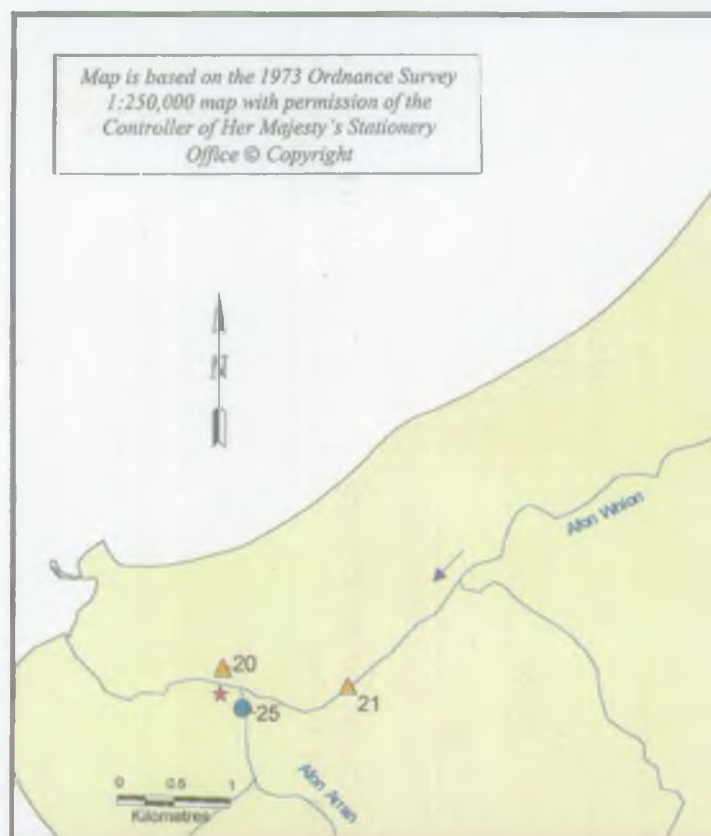 Map is based on the 1973 Ordnance Survey
1:250,000 map with permission of the
Controller of Her Majesty's Stationery
Office © Copyright
N
Afon Whion
20
21
25
Afon Arran
0 0.5 1
Kilometres